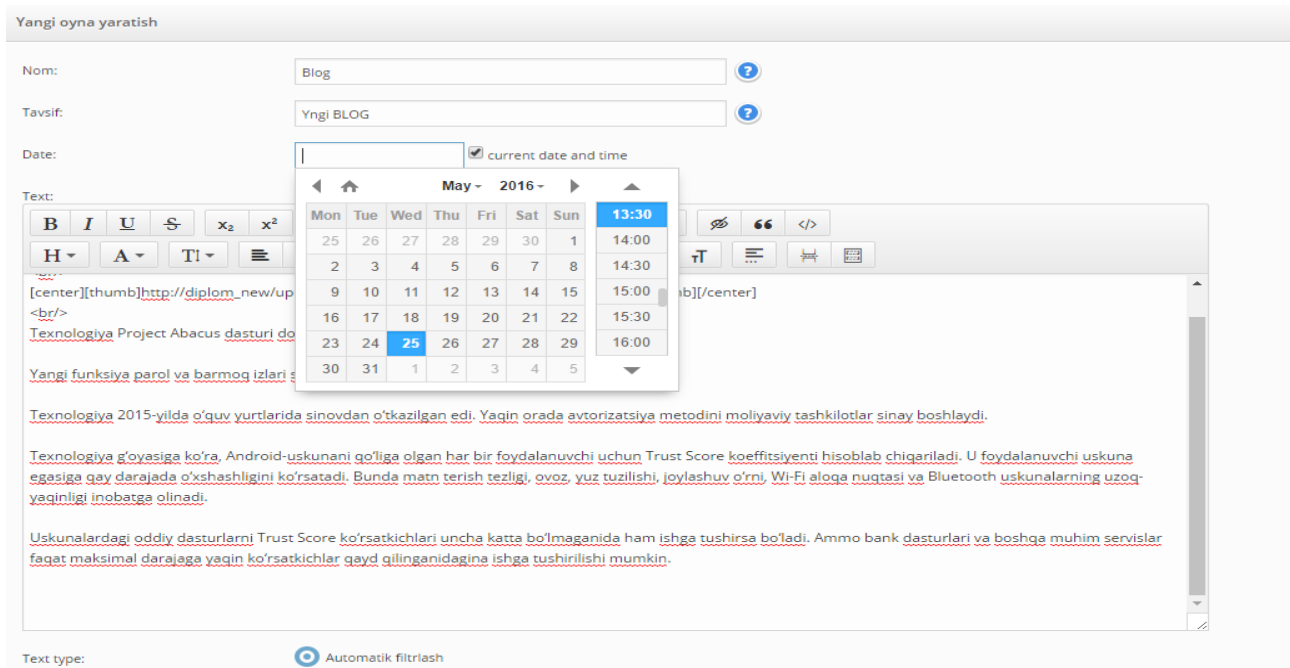 Yangi oyna yaratish
Nom:
Blog
Tavsif:
Yngi BLOG
Date:
current date and time
May 2016
Text:
Mon Tue Wed Thu Fri Sat Sun
13:30
B I U S x₂ x²
25 26 27 28 29 30 1
14:00
H A T
2 3 4 5 6 7 8
14:30
тT
[center][thumb]http://diplom_new/up
9 10 11 12 13 14 15
15:00
b][/center]
<br/>
16 17 18 19 20 21 22
15:30
Texnologiya Project Abacus dasturi do
23 24 25 26 27 28 29
16:00
Yangi funksiya parol va barmoq izlari s
30 31 1 2 3 4 5
Texnologiya 2015-yilda o‘quv yurtlarida sinovdan o‘tkazilgan edi. Yaqin orada avtorizatsiya metodini moliyaviy tashkilotlar sinay boshlaydi.
Texnologiya g‘oyasiga ko‘ra, Android-uskunani qo‘liga olgan har bir foydalanuvchi uchun Trust Score koeffitsiyenti hisoblab chiqariladi. U foydalanuvchi uskuna
egasiga qay darajada o‘xshashligini ko‘rsatadi. Bunda matn terish tezligi, ovoz, yuz tuzilishi, joylashuv o‘rni, Wi-Fi aloqa nuqtasi va Bluetooth uskunalarning uzoq-
yaqinligi inobatga olinadi.
Uskunalardagi oddiy dasturlarni Trust Score ko‘rsatkichlari uncha katta bo‘lmaganida ham ishga tushirsa bo‘ladi. Ammo bank dasturlari va boshqa muhim servislar
faqat maksimal darajaga yaqin ko‘rsatkichlar qayd qilinganidagina ishga tushirilishi mumkin.
Text type:
Automatik filtrlash